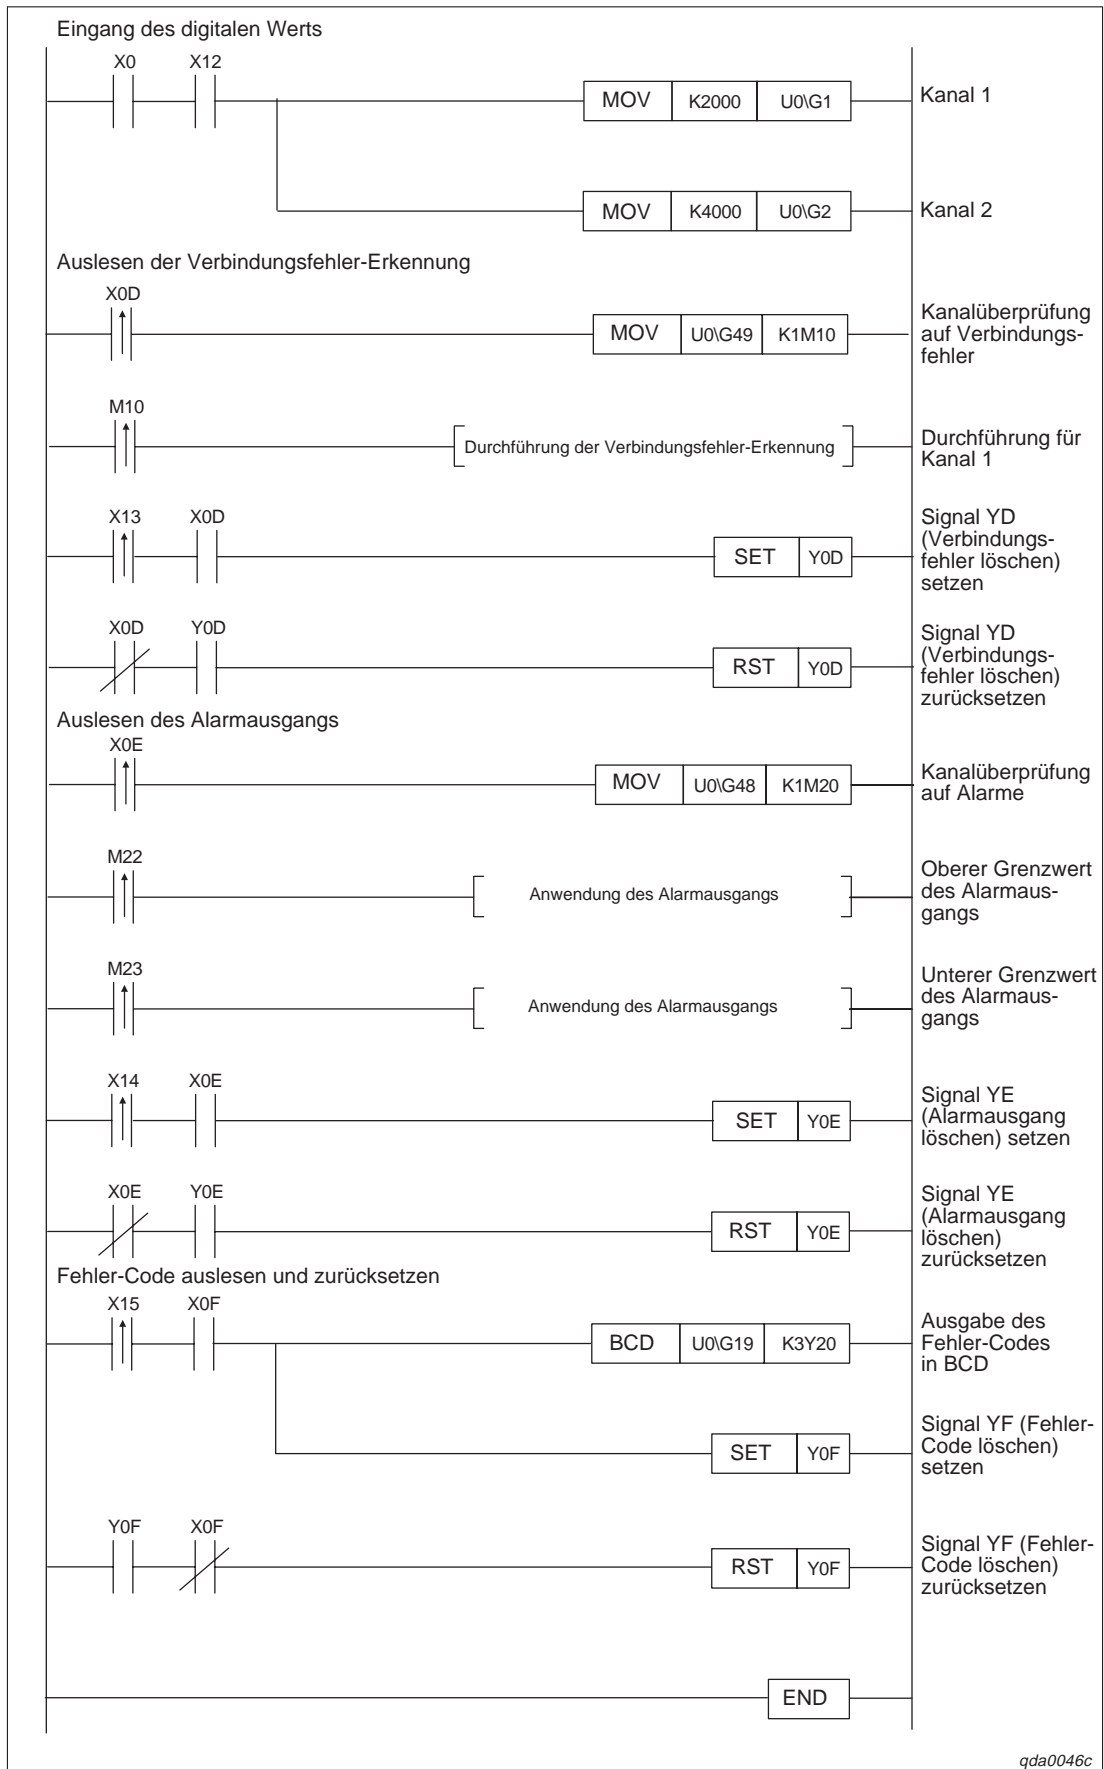 Eingang des digitalen Werts
X0 X12
MOV K2000 U0\G1 Kanal 1
MOV K4000 U0\G2 Kanal 2
Auslesen der Verbindungsfehler-Erkennung
X0D
MOV U0\G49 K1M10
Kanalüberprüfung
auf Verbindungs-
fehler
M10
Durchführung der Verbindungsfehler-Erkennung
Durchführung für
Kanal 1
X13 X0D
SET Y0D
Signal YD
(Verbindungs-
fehler löschen)
setzen
X0D Y0D
RST Y0D
Signal YD
(Verbindungs-
fehler löschen)
zurücksetzen
Auslesen des Alarmausgangs
X0E
MOV U0\G48 K1M20
Kanalüberprüfung
auf Alarme
M22
Anwendung des Alarmausgangs
Oberer Grenzwert
des Alarmaus-
gangs
M23
Anwendung des Alarmausgangs
Unterer Grenzwert
des Alarmaus-
gangs
X14 X0E
SET Y0E
Signal YE
(Alarmausgang
löschen) setzen
X0E Y0E
RST Y0E
Signal YE
(Alarmausgang
löschen)
zurücksetzen
Fehler-Code auslesen und zurücksetzen
X15 X0F
BCD U0\G19 K3Y20
Ausgabe des
Fehler-Codes
in BCD
SET Y0F
Signal YF (Fehler-
Code löschen)
setzen
Y0F X0F
RST Y0F
Signal YF (Fehler-
Code löschen)
zurücksetzen
END
qda0046c